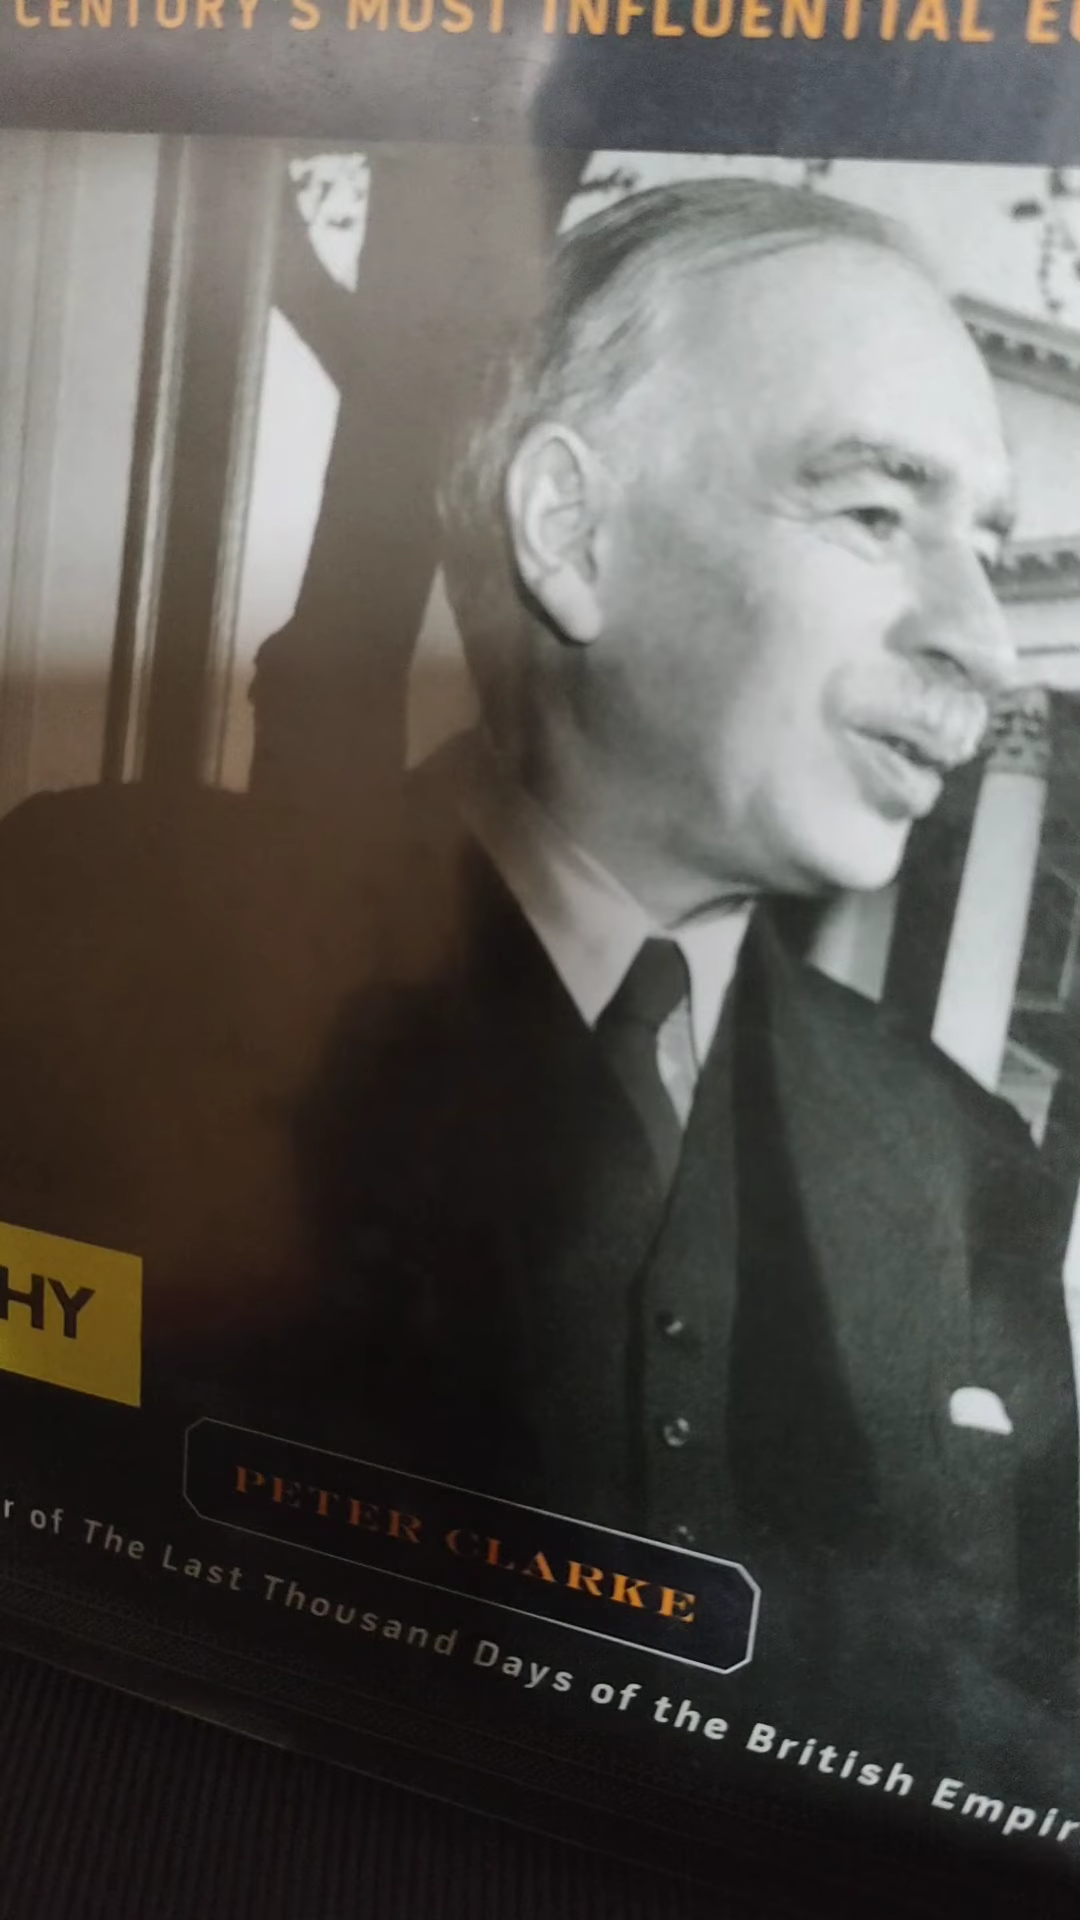 CENTURY'S MOST INFLUENTIAL
HY
PETER CLARKE
of The Last Thousand Days of the British Empir